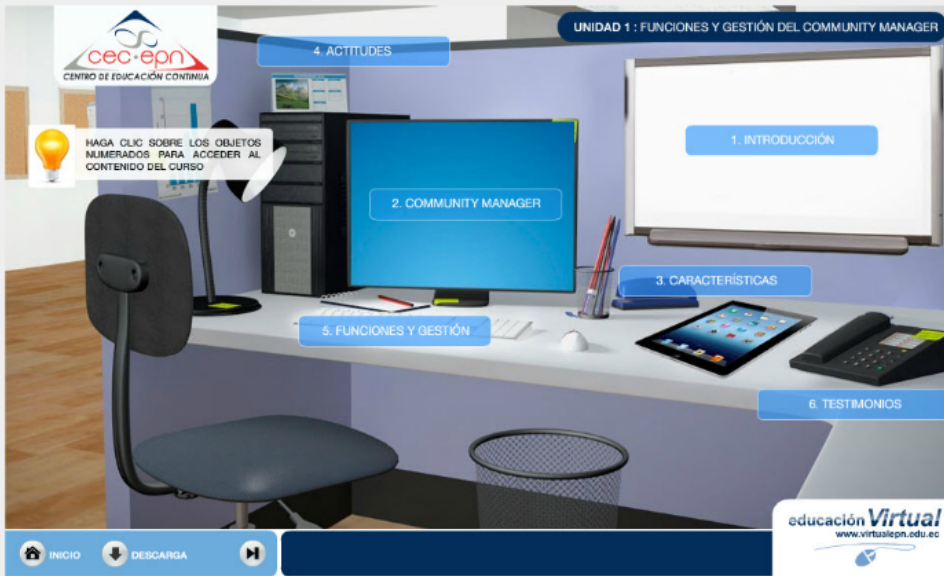 cec-epn
CENTRO DE EDUCACIÓN CONTINUA
4. ACTITUDES
UNIDAD 1 : FUNCIONES Y GESTIÓN DEL COMMUNITY MANAGER
HAGA CLIC SOBRE LOS OBJETOS
NUMERADOS PARA ACCEDER AL
CONTENIDO DEL CURSO
1. INTRODUCCIÓN
2. COMMUNITY MANAGER
3. CARACTERÍSTICAS
5. FUNCIONES Y GESTIÓN
6. TESTIMONIOS
INICIO
DESCARGA
educación Virtual
www.virtualepn.edu.ec